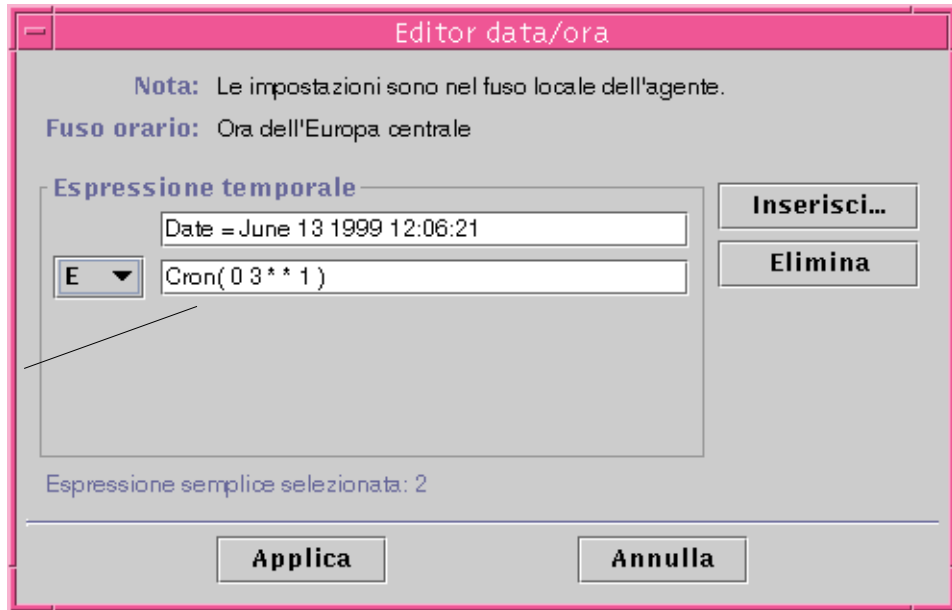 Editor data/ora
Nota: Le impostazioni sono nel fuso locale dell'agente.
Fuso orario: Ora dell'Europa centrale
Espressione temporale
Date = June 13 1999 12:06:21
E
Cron( 0 3 * * 1 )
Inserisci...
Elimina
Espressione semplice selezionata: 2
Applica
Annulla